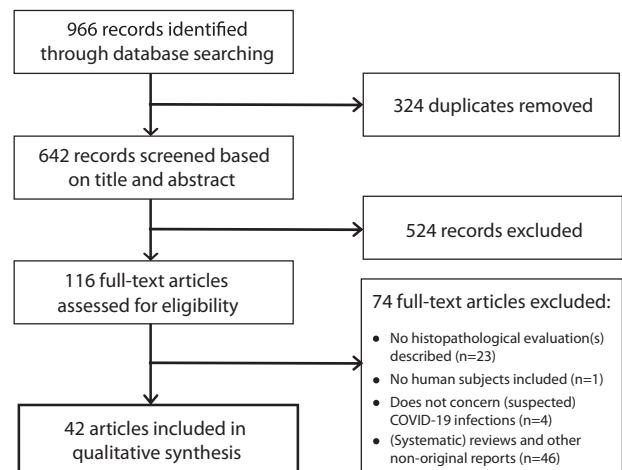 966 records identified
through database searching
324 duplicates removed
642 records screened based
on title and abstract
524 records excluded
116 full-text articles
assessed for eligibility
74 full-text articles excluded:
● No histopathological evaluation(s)
described (n=23)
● No human subjects included (n=1)
● Does not concern (suspected)
COVID-19 infections (n=4)
● (Systematic) reviews and other
non-original reports (n=46)
42 articles included in
qualitative synthesis